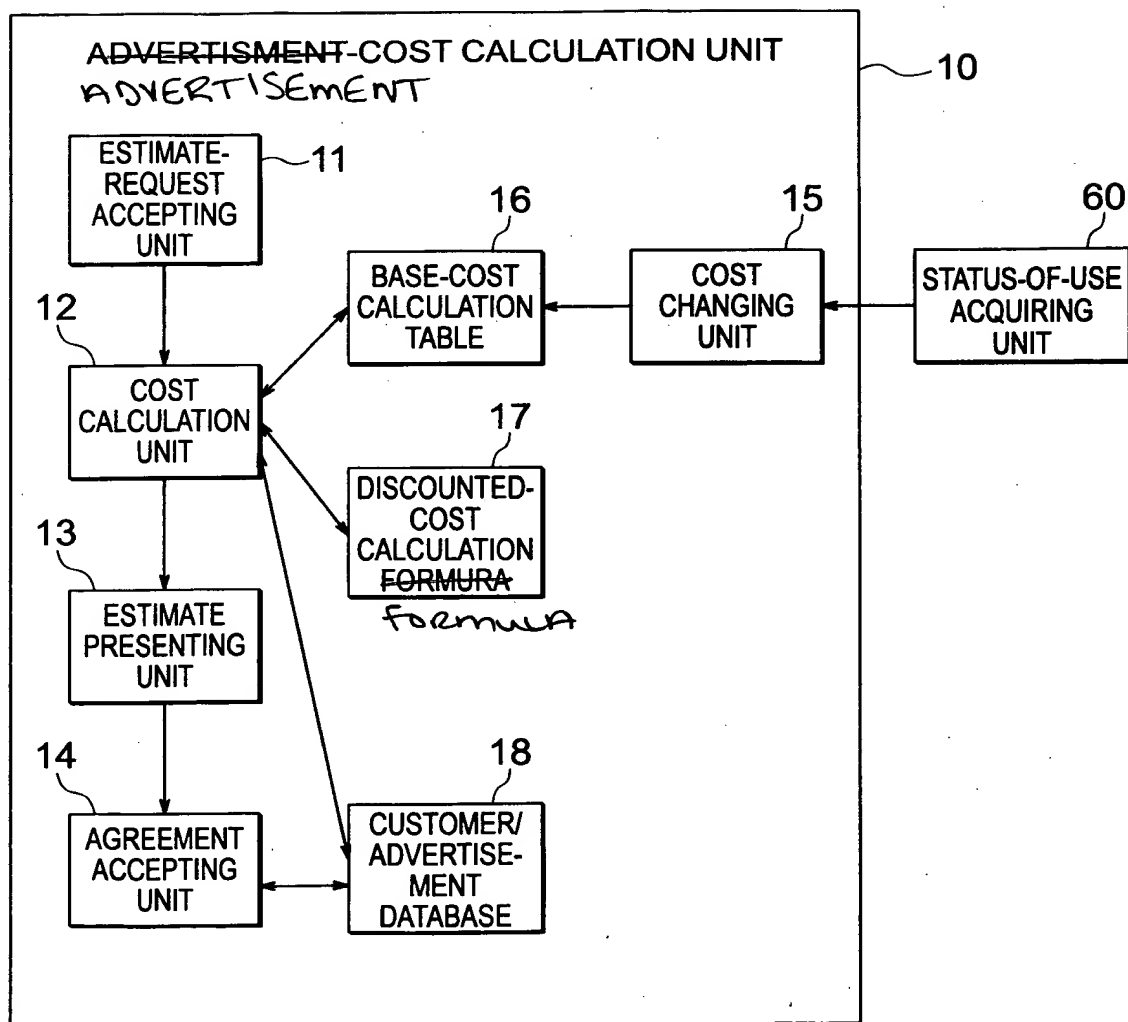 ADVERTISMENT-COST CALCULATION UNIT
ADVERTISEMENT
10
ESTIMATE-
REQUEST
ACCEPTING
UNIT
11
12
COST
CALCULATION
UNIT
16
BASE-COST
CALCULATION
TABLE
15
COST
CHANGING
UNIT
60
STATUS-OF-USE
ACQUIRING
UNIT
17
DISCOUNTED-
COST
CALCULATION
FORMURA
FORMULA
13
ESTIMATE
PRESENTING
UNIT
14
AGREEMENT
ACCEPTING
UNIT
18
CUSTOMER/
ADVERTISE-
MENT
DATABASE